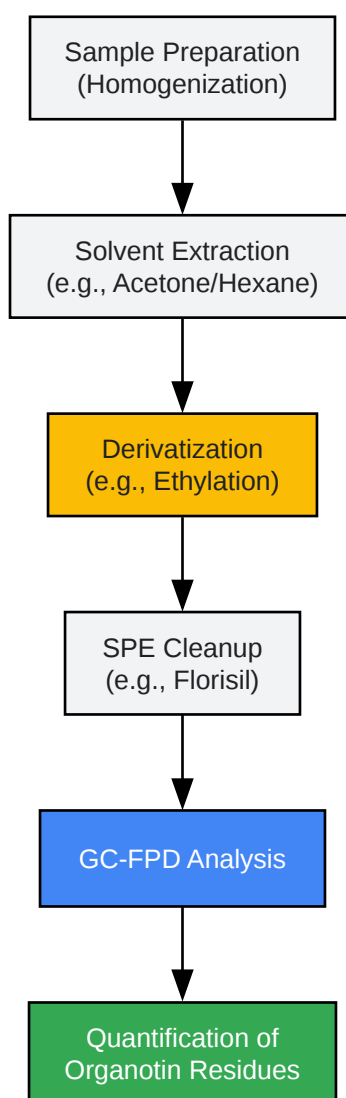 Sample Preparation
(Homogenization)
Solvent Extraction
(e.g., Acetone/Hexane)
Derivatization
(e.g., Ethylation)
SPE Cleanup
(e.g., Florisil)
GC-FPD Analysis
Quantification of
Organotin Residues